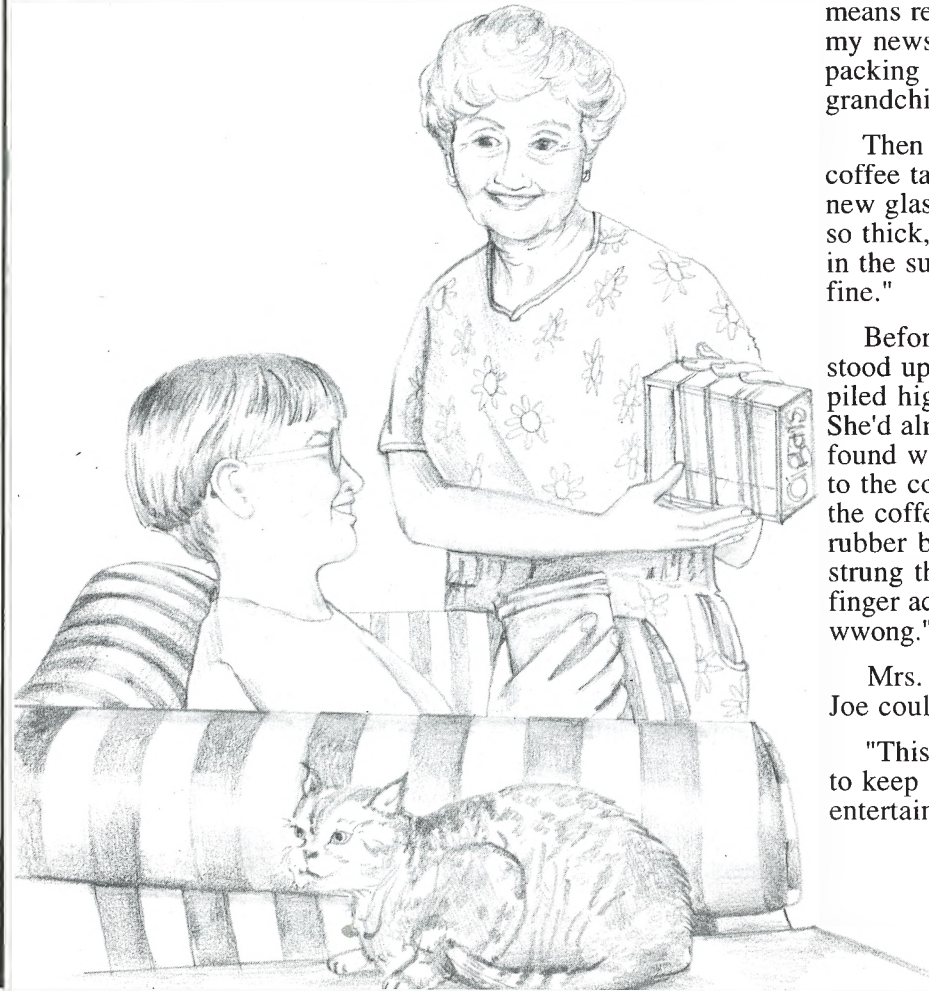 means re
my news
packing
grandchi
Then
coffee ta
new glas
so thick,
in the su
fine."
Befor
stood up
piled hig
She'd alr
found w
to the co
the coffe
rubber b
strung th
finger ac
wwong."
Mrs.
Joe coul
"This
to keep
entertain